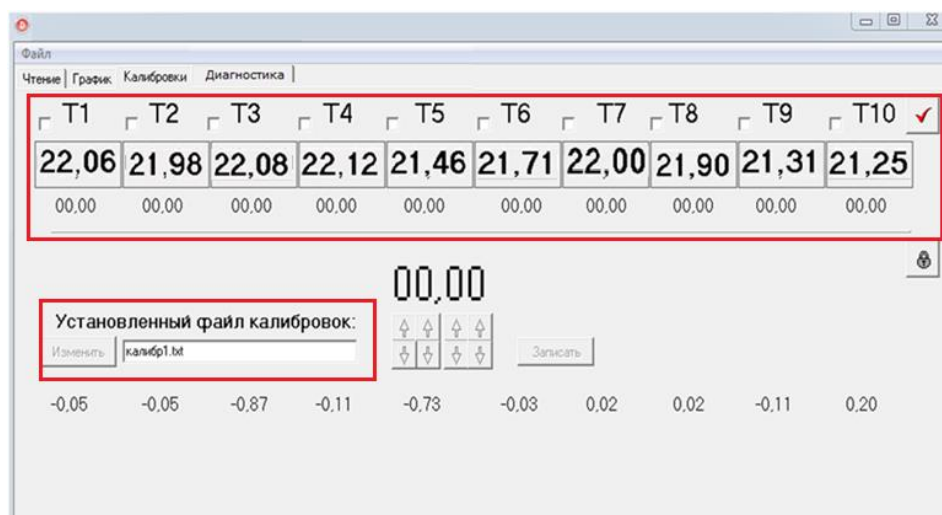 Файл
Чтение График Калибровки Диагностика
T1 T2 T3 T4 T5 T6 T7 T8 T9 T10
22,06 21,98 22,08 22,12 21,46 21,71 22,00 21,90 21,31 21,25
00,00 00,00 00,00 00,00 00,00 00,00 00,00 00,00 00,00 00,00
00,00
Установленный файл калибровок:
Изменить калибр1.txt Записать
-0,05 -0,05 -0,87 -0,11 -0,73 -0,03 0,02 0,02 -0,11 0,20